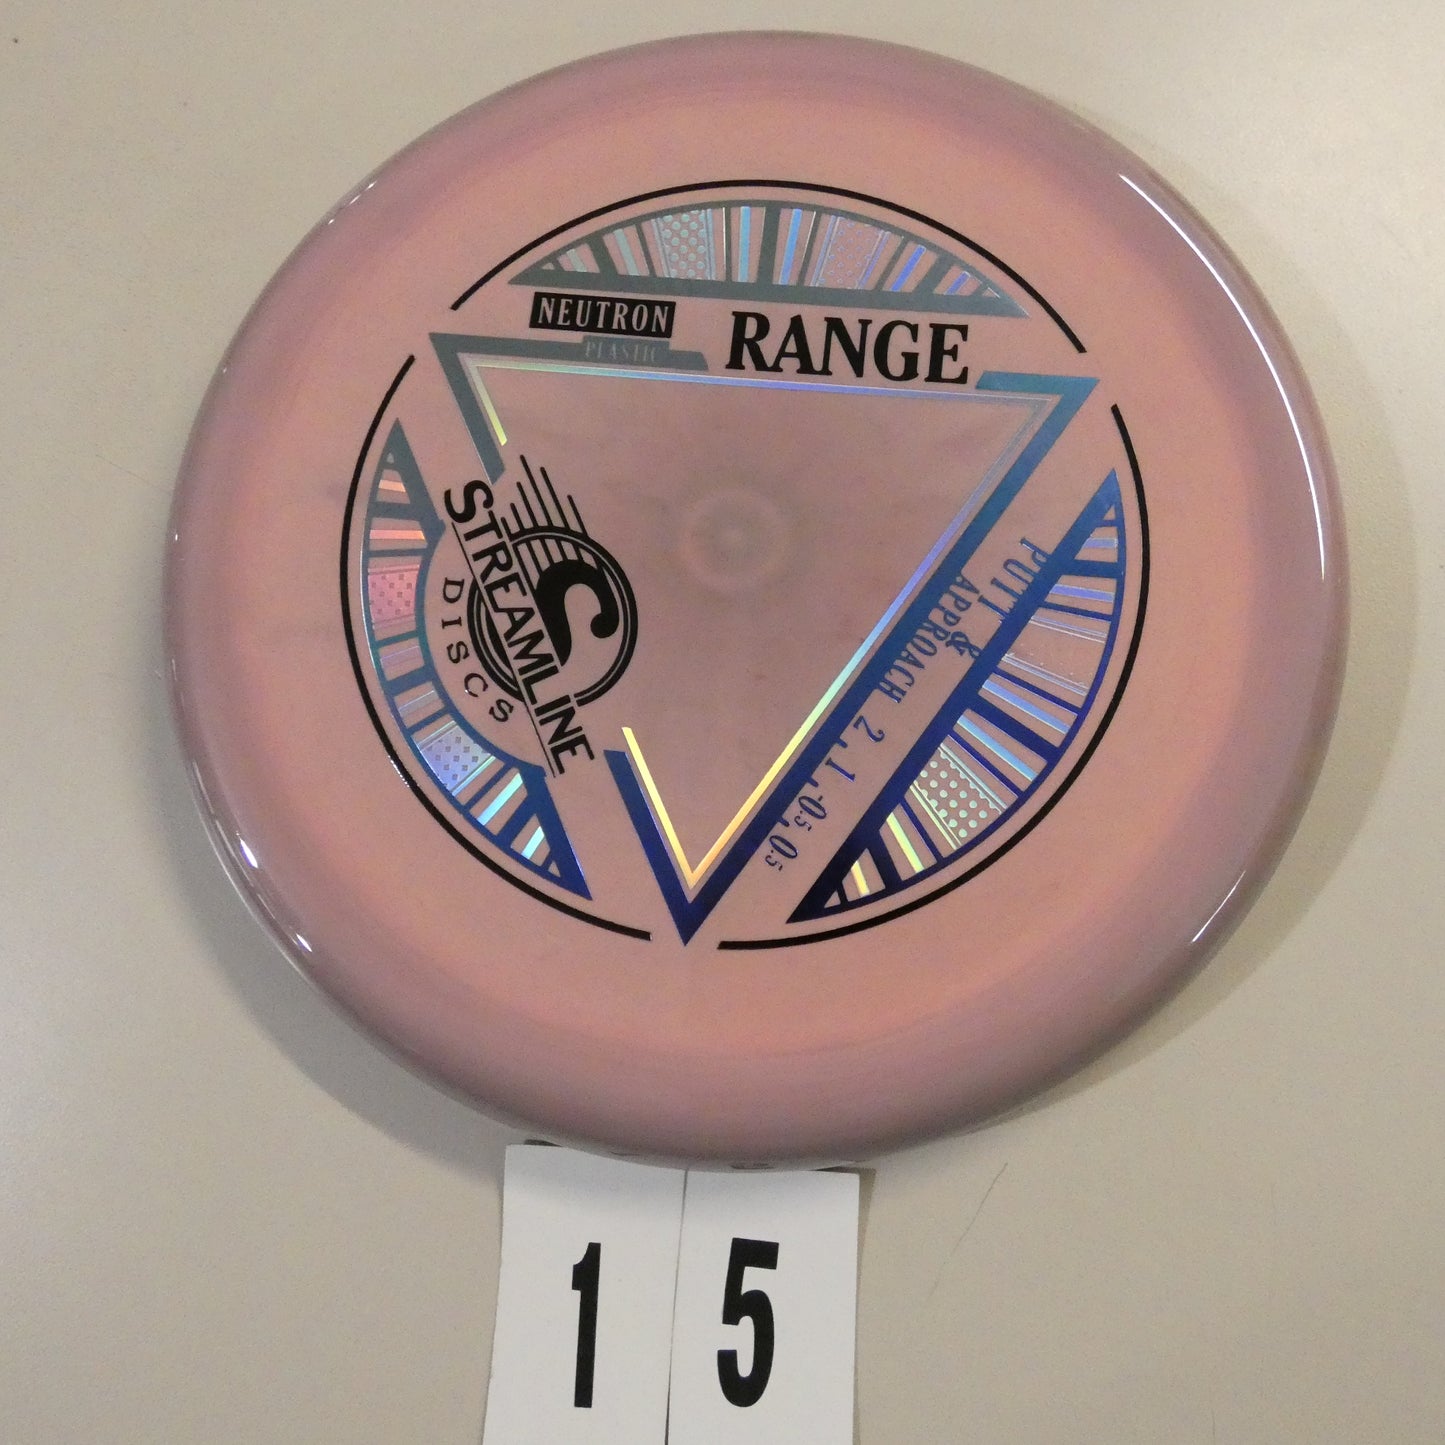 NEUTRON
PLASTIC
RANGE
STREAMLINE
DISCS
PUTT &
APPROACH 2, 1, -0.5, 0.5
1 5